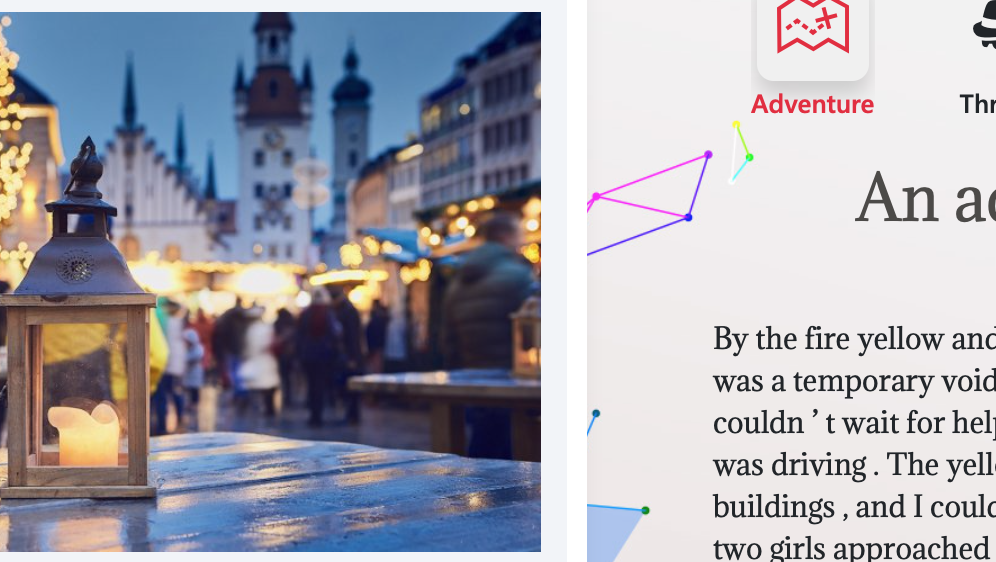 Adventure
Thr
An ad
By the fire yellow and
was a temporary void
couldn ’ t wait for help
was driving . The yello
buildings , and I could
two girls approached